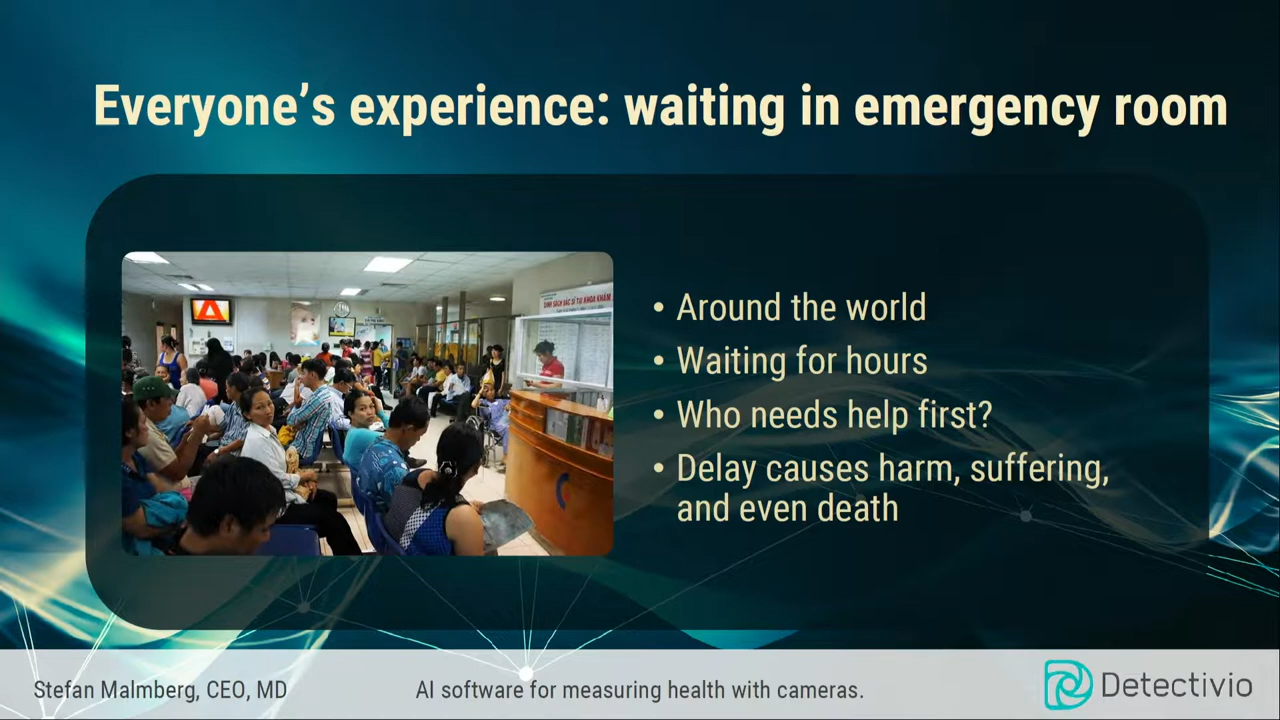 Everyone’s experience: waiting in emergency room
• Around the world
• Waiting for hours
• Who needs help first?
• Delay causes harm, suffering,
and even death
Stefan Malmberg, CEO, MD
AI software for measuring health with cameras.
Detectivio